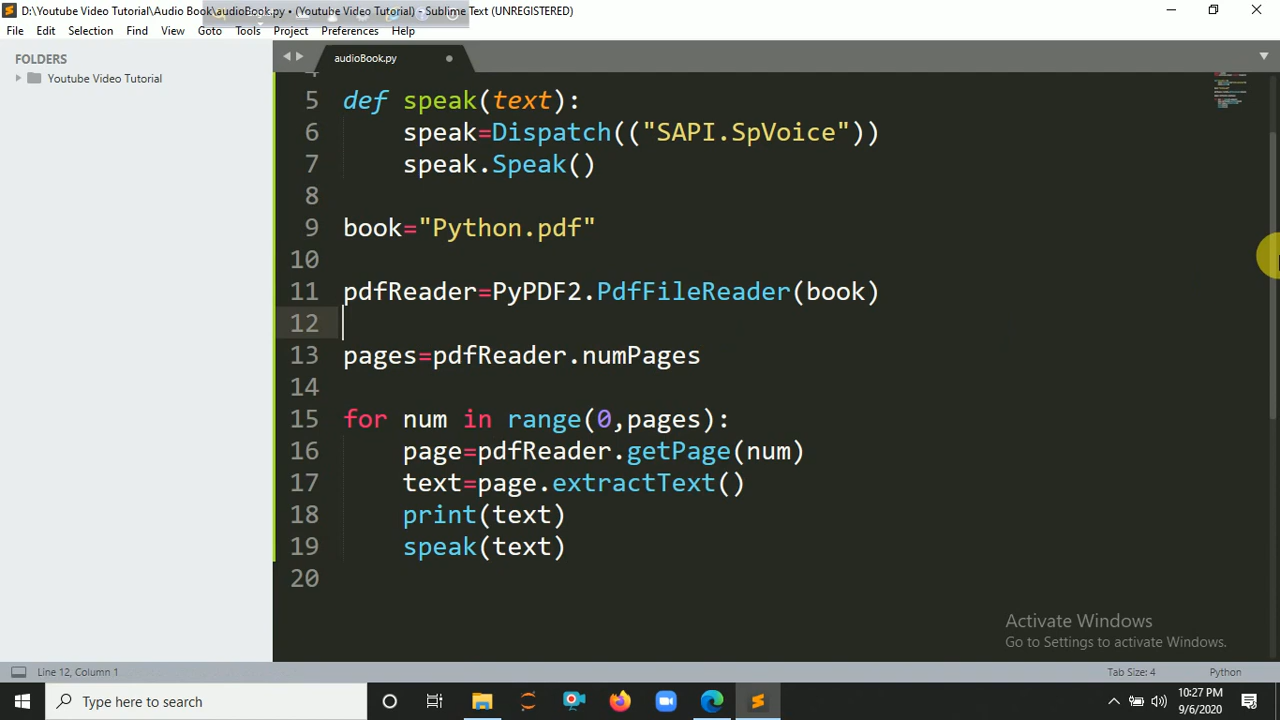 D:\Youtube Video Tutorial\Audio Book\audioBook.py • (Youtube Video Tutorial) - Sublime Text (UNREGISTERED)
File Edit Selection Find View Goto Tools Project Preferences Help
FOLDERS
Youtube Video Tutorial
audioBook.py
4
5 def speak(text):
6 speak=Dispatch(("SAPI.SpVoice"))
7 speak.Speak()
8
9 book="Python.pdf"
10
11 pdfReader=PyPDF2.PdfFileReader(book)
12
13 pages=pdfReader.numPages
14
15 for num in range(0,pages):
16 page=pdfReader.getPage(num)
17 text=page.extractText()
18 print(text)
19 speak(text)
20
Activate Windows
Go to Settings to activate Windows.
Line 12, Column 1 Tab Size: 4 Python
Type here to search
10:27 PM
9/6/2020